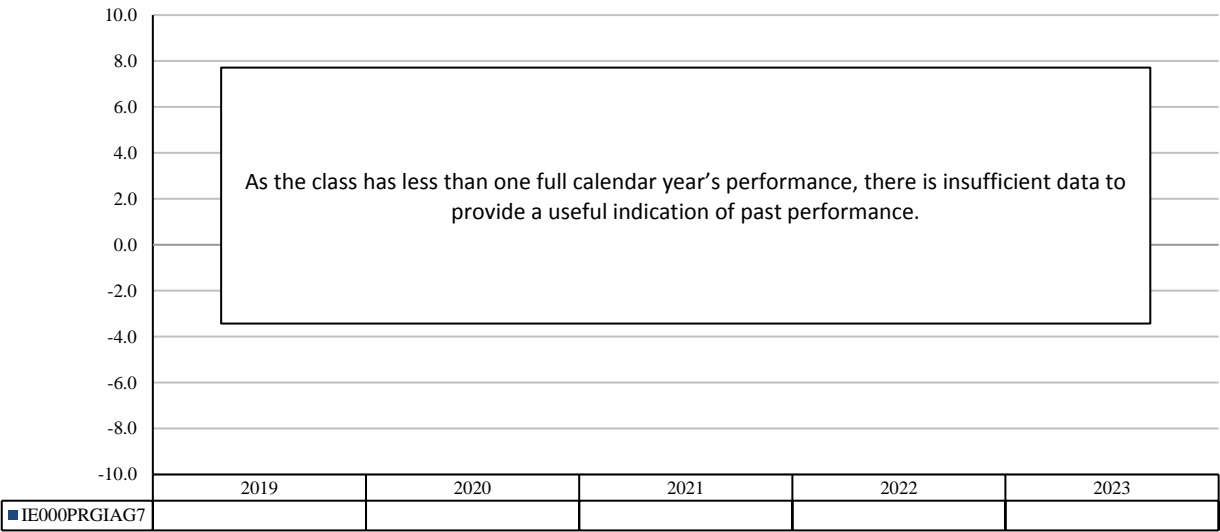 10.0
8.0
6.0
4.0
2.0
0.0
-2.0
-4.0
-6.0
-8.0
-10.0
As the class has less than one full calendar year’s performance, there is insufficient data to
provide a useful indication of past performance.
2019 2020 2021 2022 2023
IE000PRGIAG7